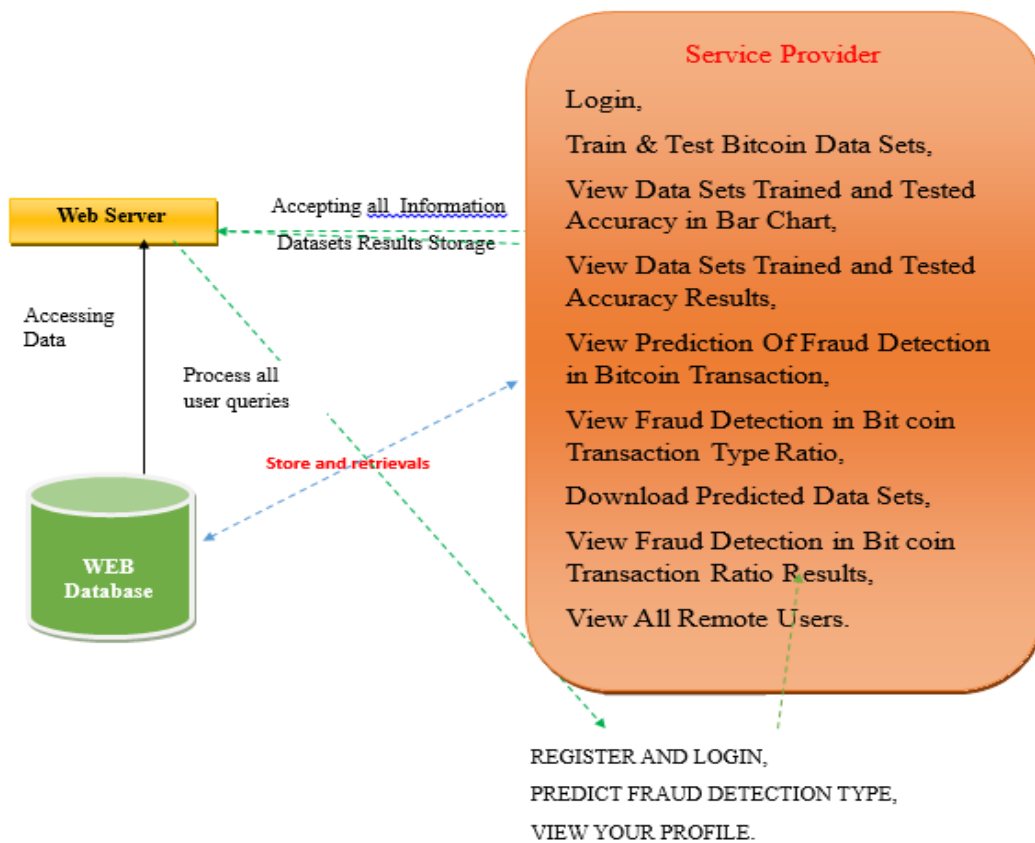 Service Provider
Login,
Train & Test Bitcoin Data Sets,
View Data Sets Trained and Tested
Accuracy in Bar Chart,
View Data Sets Trained and Tested
Accuracy Results,
View Prediction Of Fraud Detection
in Bitcoin Transaction,
View Fraud Detection in Bit coin
Transaction Type Ratio,
Download Predicted Data Sets,
View Fraud Detection in Bit coin
Transaction Ratio Results,
View All Remote Users.
Web Server
Accepting all Information
Datasets Results Storage
Accessing
Data
Process all
user queries
Store and retrievals
WEB
Database
REGISTER AND LOGIN,
PREDICT FRAUD DETECTION TYPE,
VIEW YOUR PROFILE.